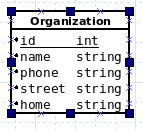 Organization
id int
name string
phone string
street string
home string